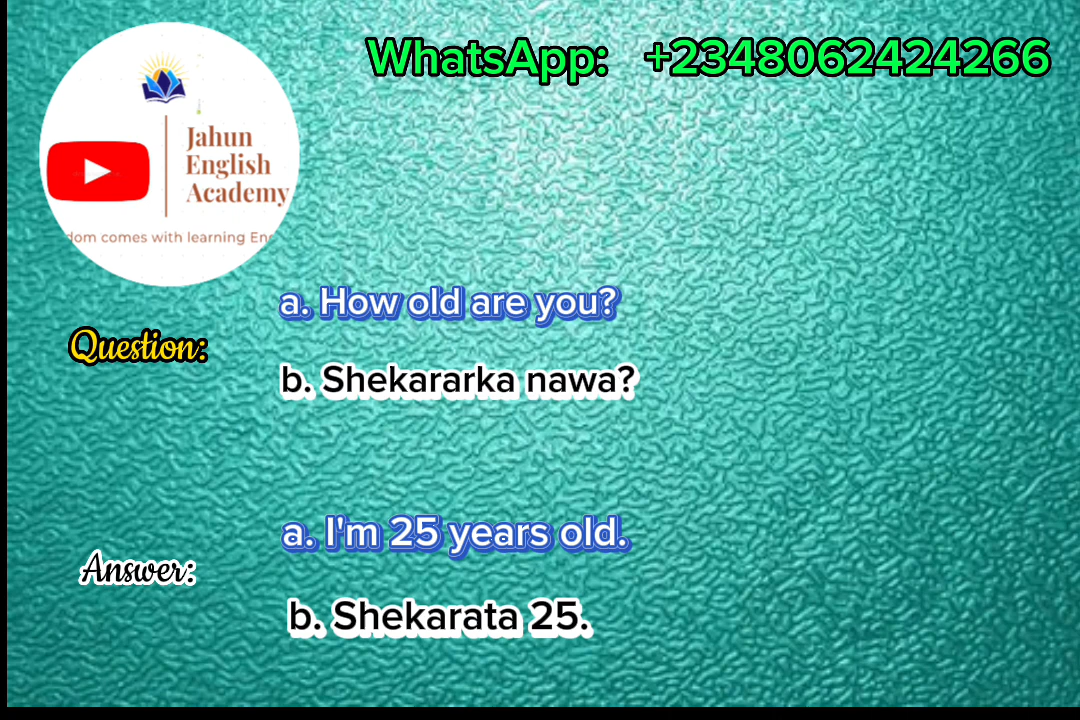 WhatsApp: +2348062424266
Jahun
English
Academy
dom comes with learning En
Question:
a. How old are you?
b. Shekararka nawa?
Answer:
a. I'm 25 years old.
b. Shekarata 25.